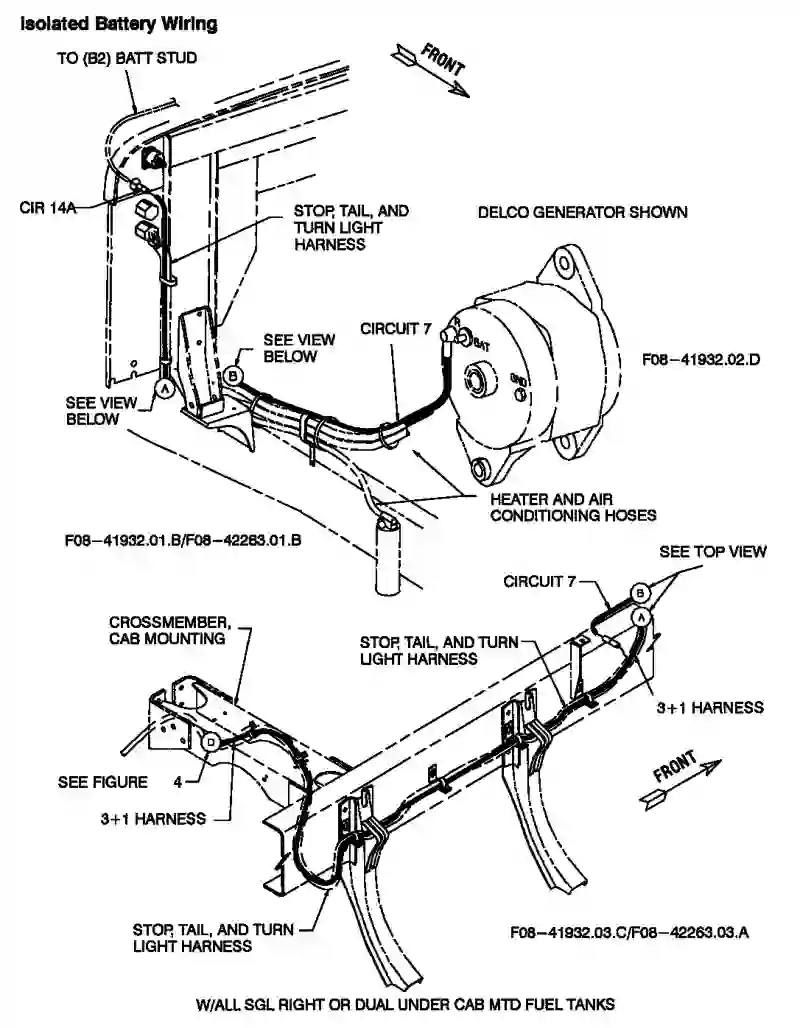 Isolated Battery Wiring
TO (B2) BATT STUD
FRONT
CIR 14A
STOP, TAIL, AND
TURN LIGHT
HARNESS
DELCO GENERATOR SHOWN
CIRCUIT 7
R
BAT
GND
SEE VIEW
BELOW
F08-41932.02.D
B
A
SEE VIEW
BELOW
HEATER AND AIR
CONDITIONING HOSES
F08-41932.01.B/F08-42263.01.B
SEE TOP VIEW
CIRCUIT 7
B
A
CROSSMEMBER,
CAB MOUNTING
STOP, TAIL, AND TURN
LIGHT HARNESS
3+1 HARNESS
D
SEE FIGURE 4
FRONT
3+1 HARNESS
STOP, TAIL, AND TURN
LIGHT HARNESS
F08-41932.03.C/F08-42263.03.A
W/ALL SGL RIGHT OR DUAL UNDER CAB MTD FUEL TANKS